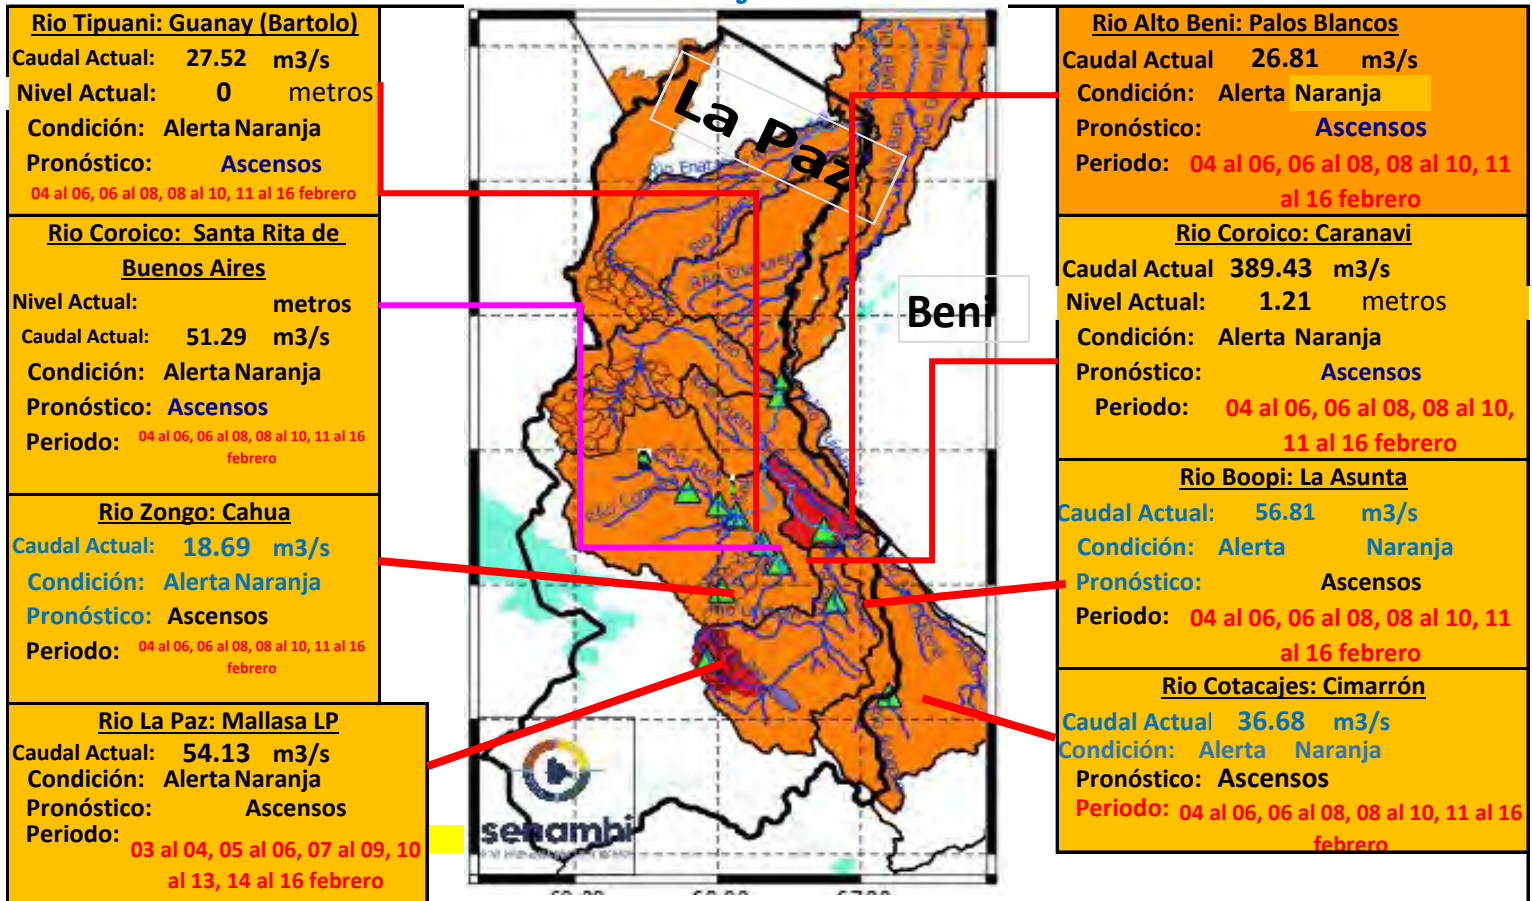 Rio Tipuani: Guanay (Bartolo)
Caudal Actual: 27.52 m3/s
Nivel Actual: 0 metros
Condición: Alerta Naranja
Pronóstico: Ascensos
04 al 06, 06 al 08, 08 al 10, 11 al 16 febrero
Rio Coroico: Santa Rita de
Buenos Aires
Nivel Actual: metros
Caudal Actual: 51.29 m3/s
Condición: Alerta Naranja
Pronóstico: Ascensos
Periodo: 04 al 06, 06 al 08, 08 al 10, 11 al 16
febrero
Rio Zongo: Cahua
Caudal Actual: 18.69 m3/s
Condición: Alerta Naranja
Pronóstico: Ascensos
Periodo: 04 al 06, 06 al 08, 08 al 10, 11 al 16
febrero
Rio La Paz: Mallasa LP
Caudal Actual: 54.13 m3/s
Condición: Alerta Naranja
Pronóstico: Ascensos
Periodo:
03 al 04, 05 al 06, 07 al 09, 10
al 13, 14 al 16 febrero
La Paz
Beni
senamhi
Rio Alto Beni: Palos Blancos
Caudal Actual 26.81 m3/s
Condición: Alerta Naranja
Pronóstico: Ascensos
Periodo: 04 al 06, 06 al 08, 08 al 10, 11
al 16 febrero
Rio Coroico: Caranavi
Caudal Actual 389.43 m3/s
Nivel Actual: 1.21 metros
Condición: Alerta Naranja
Pronóstico: Ascensos
Periodo: 04 al 06, 06 al 08, 08 al 10,
11 al 16 febrero
Rio Boopi: La Asunta
Caudal Actual: 56.81 m3/s
Condición: Alerta Naranja
Pronóstico: Ascensos
Periodo: 04 al 06, 06 al 08, 08 al 10, 11
al 16 febrero
Rio Cotacajes: Cimarrón
Caudal Actual 36.68 m3/s
Condición: Alerta Naranja
Pronóstico: Ascensos
Periodo: 04 al 06, 06 al 08, 08 al 10, 11 al 16
febrero